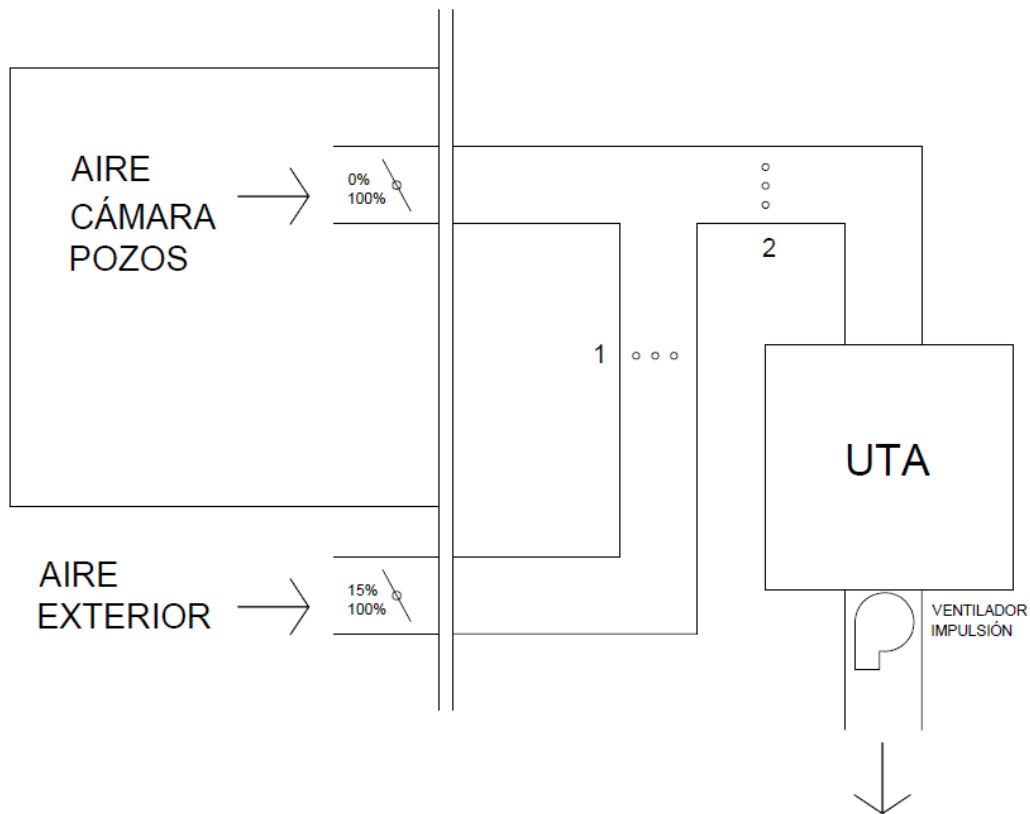 AIRE
CÁMARA
POZOS
0%
100%
2
1
UTA
AIRE
EXTERIOR
15%
100%
VENTILADOR
IMPULSIÓN